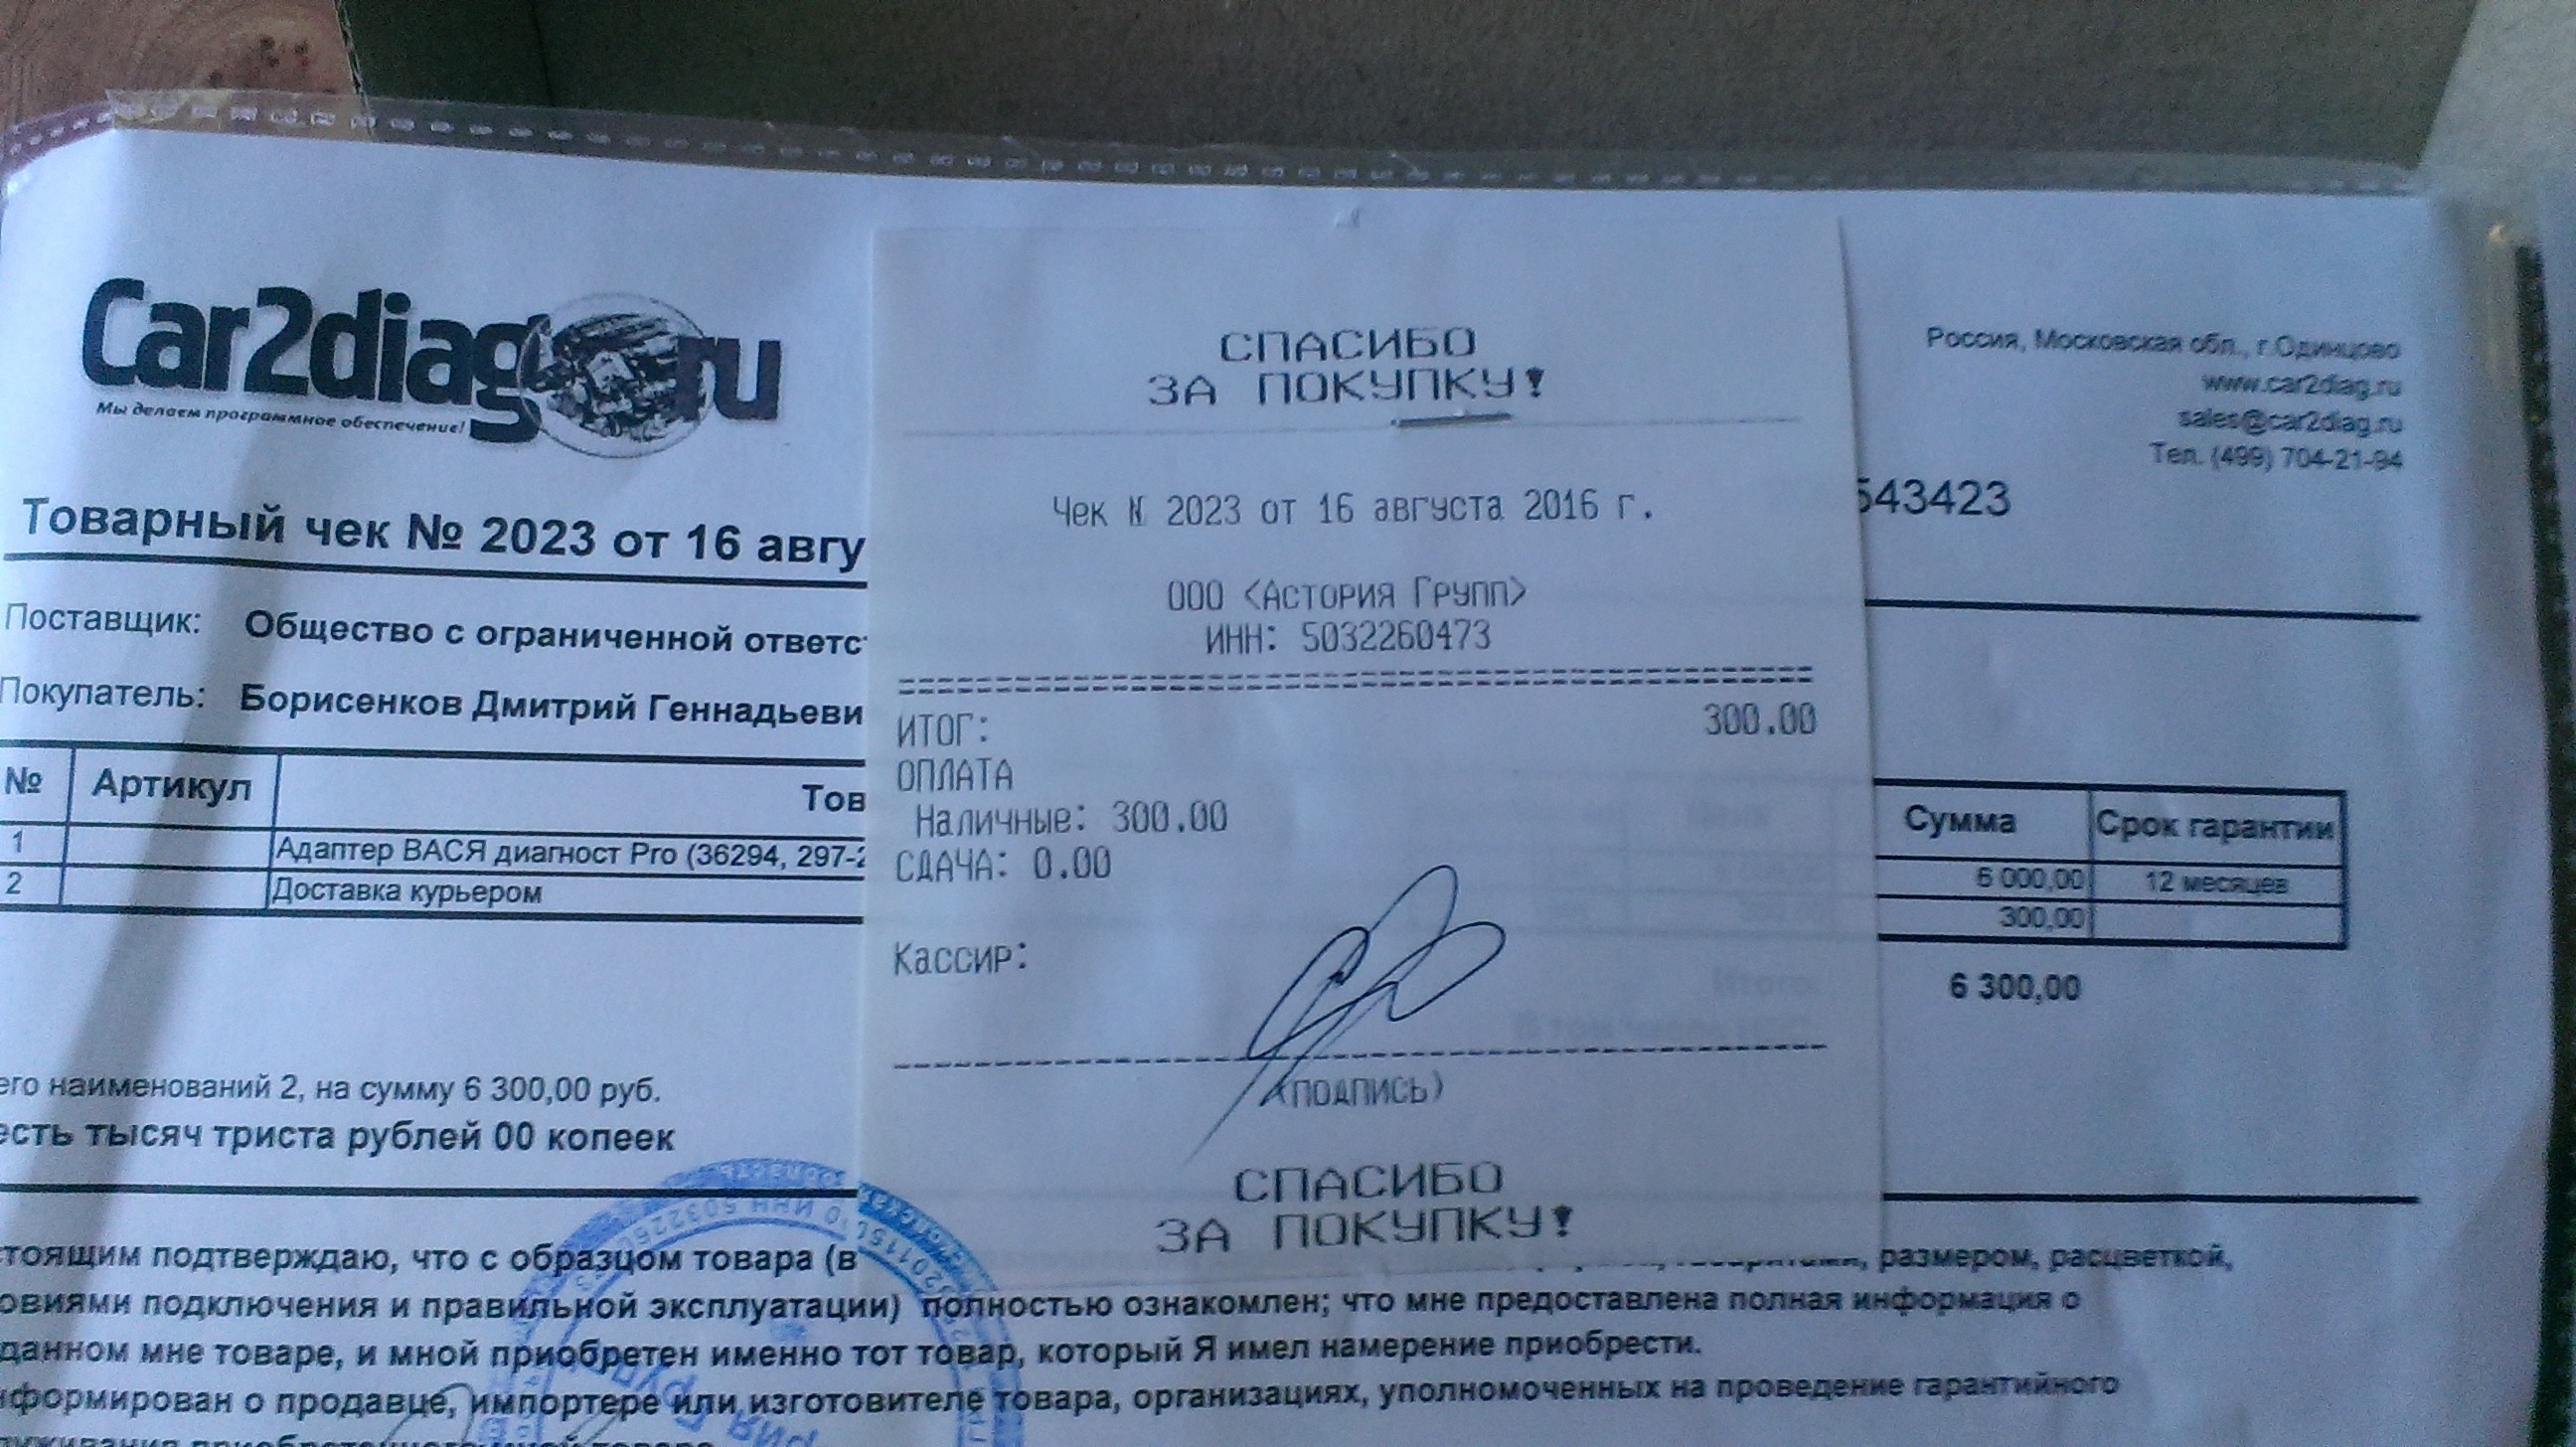 Car2diag.ru
Мы делаем программное обеспечение!
Россия, Московская обл., г.Одинцово
www.car2diag.ru
sales@car2diag.ru
Тел. (499) 704-21-94
Товарный чек № 2023 от 16 авгу
543423
Поставщик: Общество с ограниченной ответст
Покупатель: Борисенков Дмитрий Геннадьеви
№ Артикул Тов Сумма Срок гарантии
1 Адаптер ВАСЯ диагност Pro (36294, 297-2 6 000,00 12 месяцев
2 Доставка курьером 300,00
6 300,00
его наименований 2, на сумму 6 300,00 руб.
есть тысяч триста рублей 00 копеек
СПАСИБО
ЗА ПОКУПКУ!
Чек № 2023 от 16 августа 2016 г.
ООО <Астория Групп>
ИНН: 5032260473
ИТОГ: 300.00
ОПЛАТА
Наличные: 300.00
СДАЧА: 0.00
Кассир:
(подпись)
СПАСИБО
ЗА ПОКУПКУ!
стоящим подтверждаю, что с образцом товара (в размером, расцветкой,
овиями подключения и правильной эксплуатации) полностью ознакомлен; что мне предоставлена полная информация о
данном мне товаре, и мной приобретен именно тот товар, который Я имел намерение приобрести.
нформирован о продавце, импортере или изготовителе товара, организациях, уполномоченных на проведение гарантийного